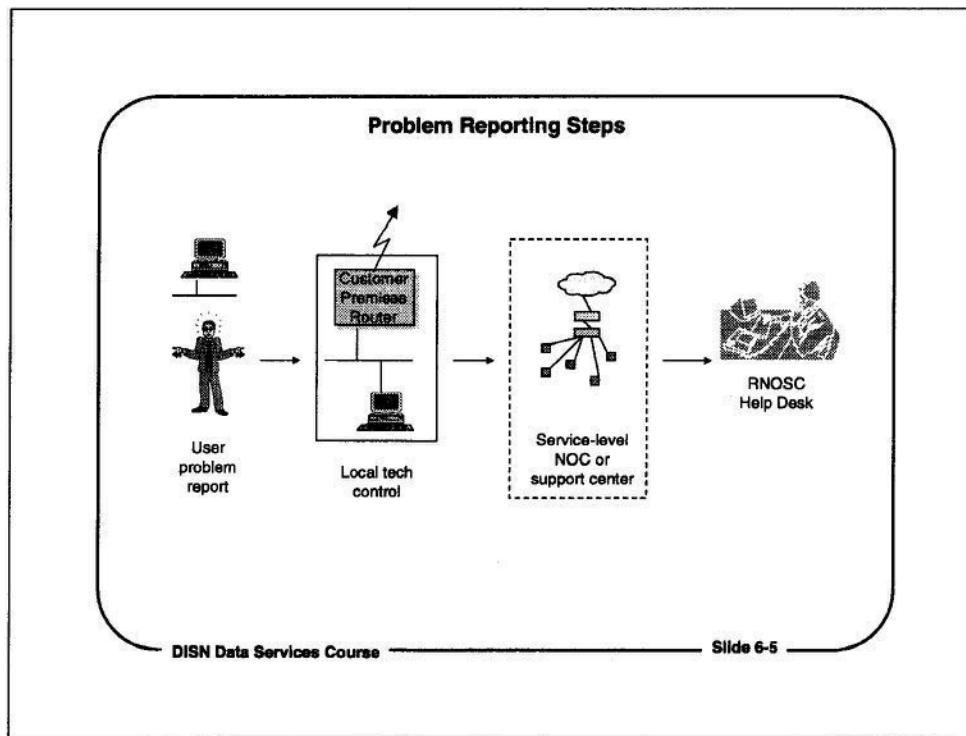 Problem Reporting Steps
Customer
Premises
Router
User
problem
report
Local tech
control
Service-level
NOC or
support center
RNOSC
Help Desk
DISN Data Services Course
Slide 6-5